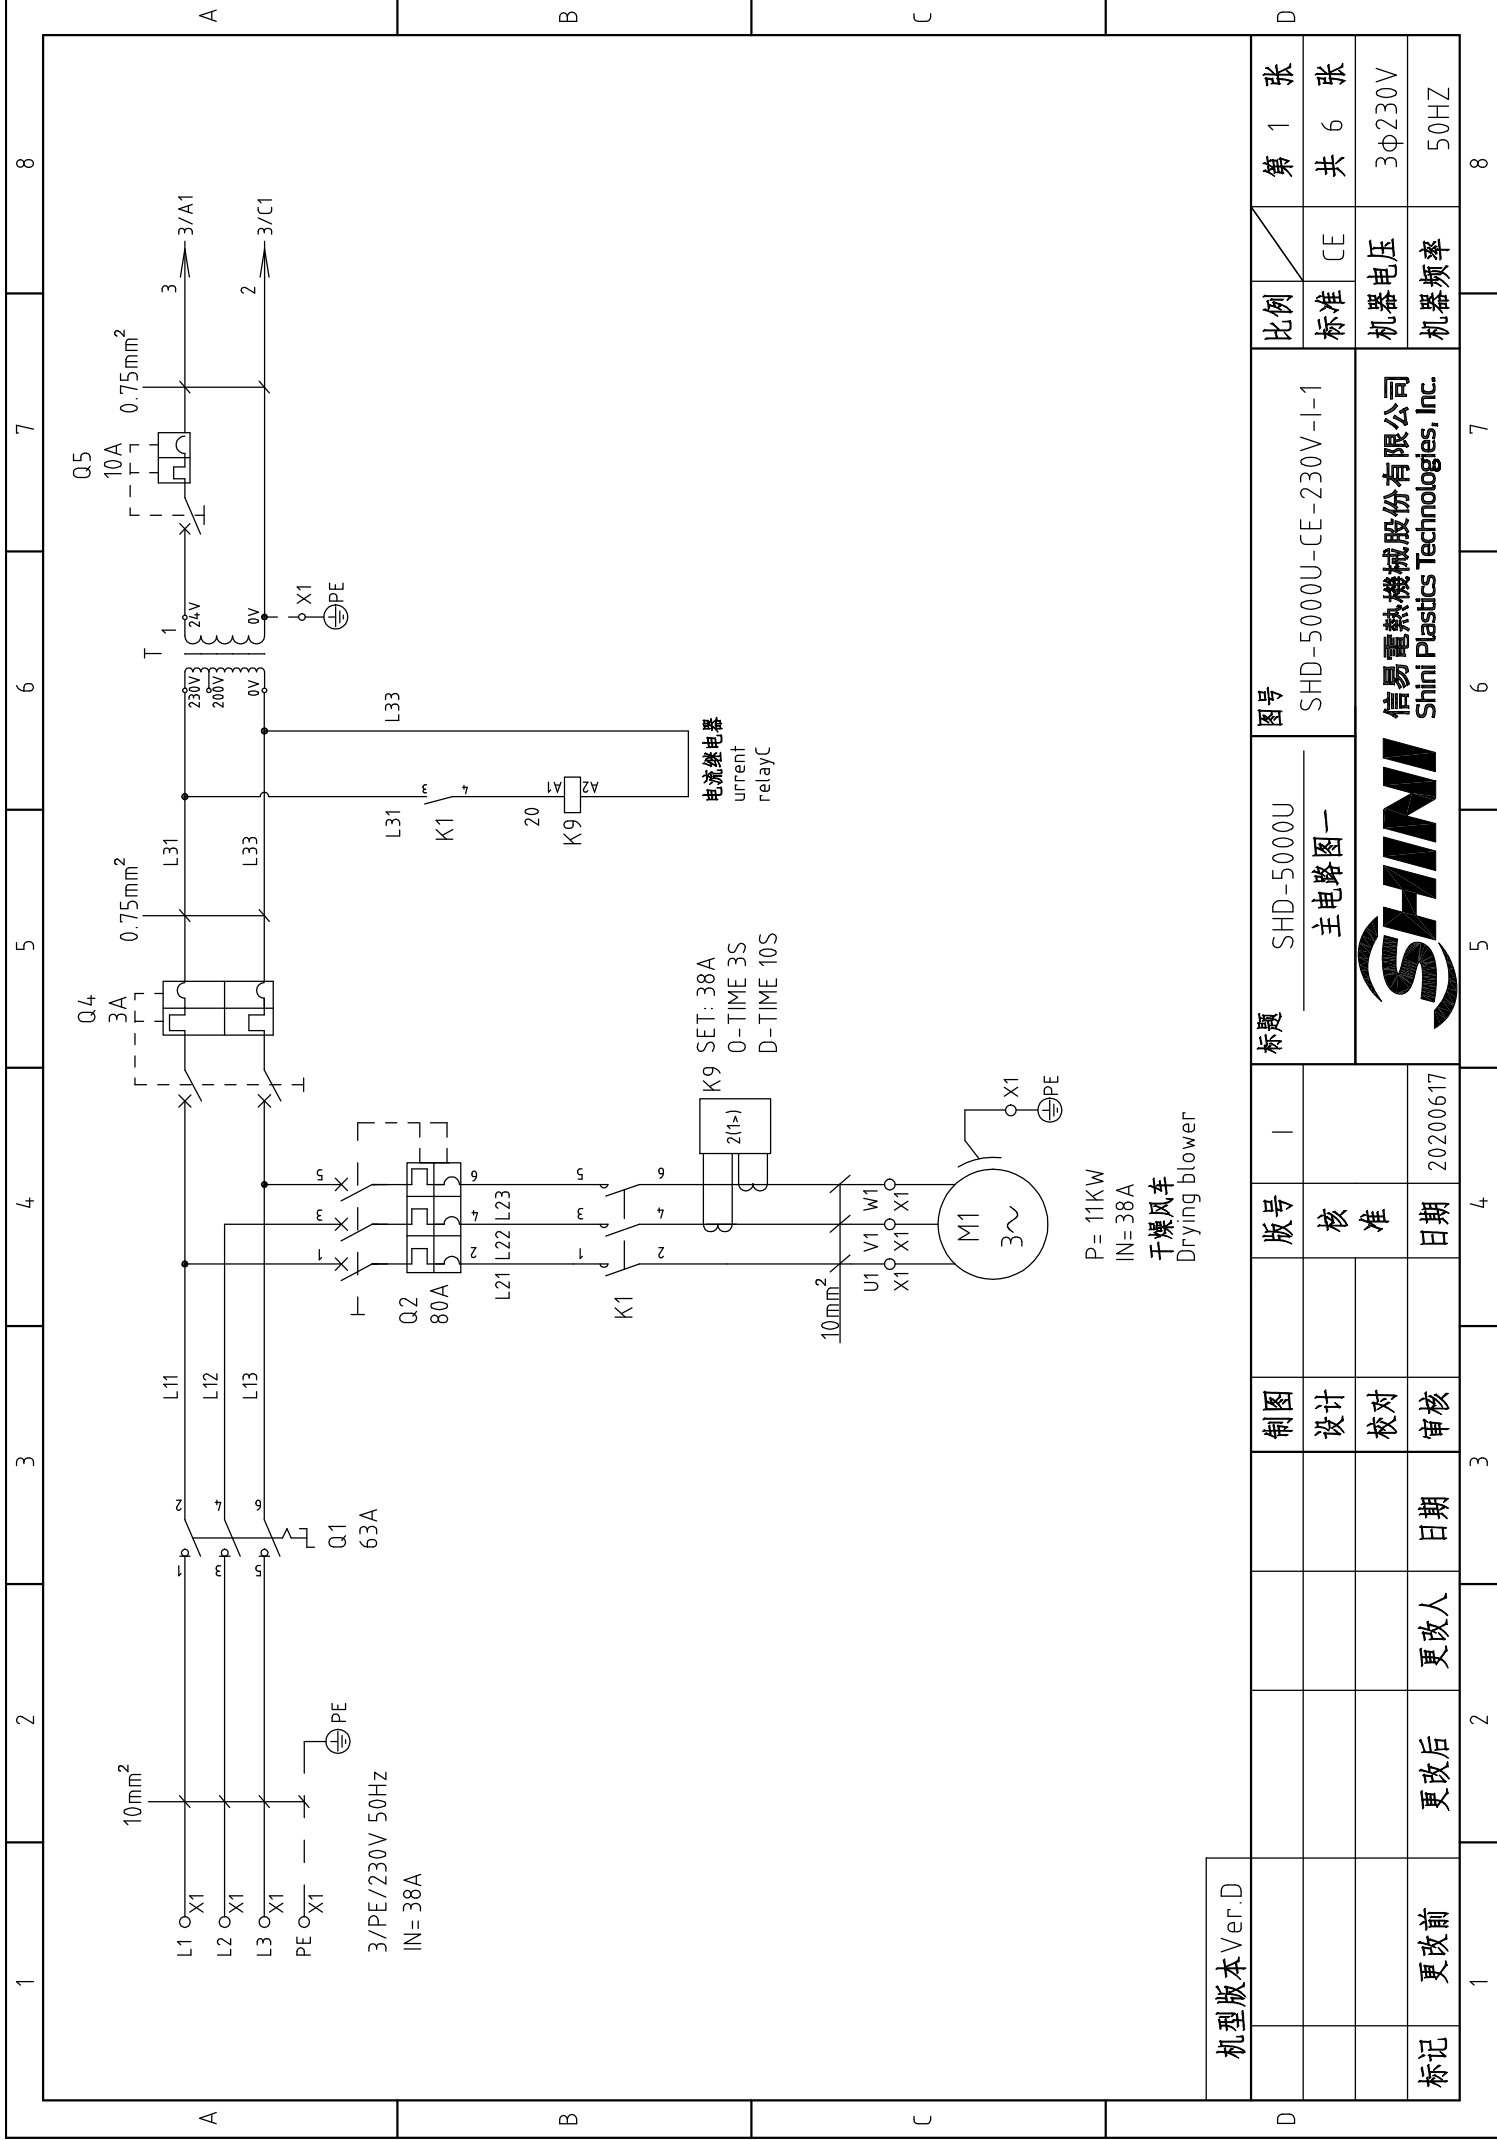 1 2 3 4 5 6 7 8
A
B
C
D
L1 X1
L2 X1
L3 X1
PE X1
10mm²
PE
3/PE/230V 50Hz
IN=38A
1 2
3 4
5 6
Q1
63A
L11
L12
L13
1 3 5
Q2
80A
2 4 6
L21 L22 L23
1 3 5
K1
2 4 6
K9 SET: 38A
O-TIME 3S
D-TIME 10S
2(I>)
10mm²
U1 V1 W1
X1 X1 X1
M1
3~
X1
PE
P= 11KW
IN=38A
干燥风车
Drying blower
Q4
3A
0.75mm²
L31
L33
L31
K1
3
4
20
K9
A1
A2
L33
电流继电器
urrent
relayC
T 1
230V
200V
0V
24V
0V
X1
PE
Q5
10A
0.75mm²
3 3/A1
2 3/C1
机型版本Ver.D
标记 更改前 更改后 更改人 日期
制图
设计
校对
审核
版号 I
核
准
日期 20200617
标题
SHD-5000U
主电路图一
图号
SHD-5000U-CE-230V-I-1
SHINI
信易電熱機械股份有限公司
Shini Plastics Technologies, Inc.
比例
第 1 张
标准 CE
共 6 张
机器电压 3φ230V
机器频率 50HZ
A
B
C
D
1 2 3 4 5 6 7 8